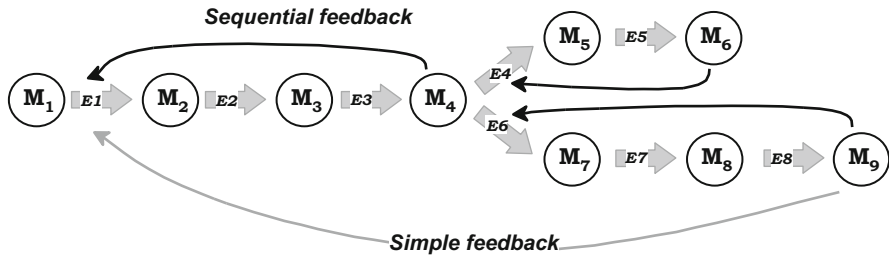 Sequential feedback
M5 E5 M6
E4
M1 E1 M2 E2 M3 E3 M4
E6
M7 E7 M8 E8 M9
Simple feedback